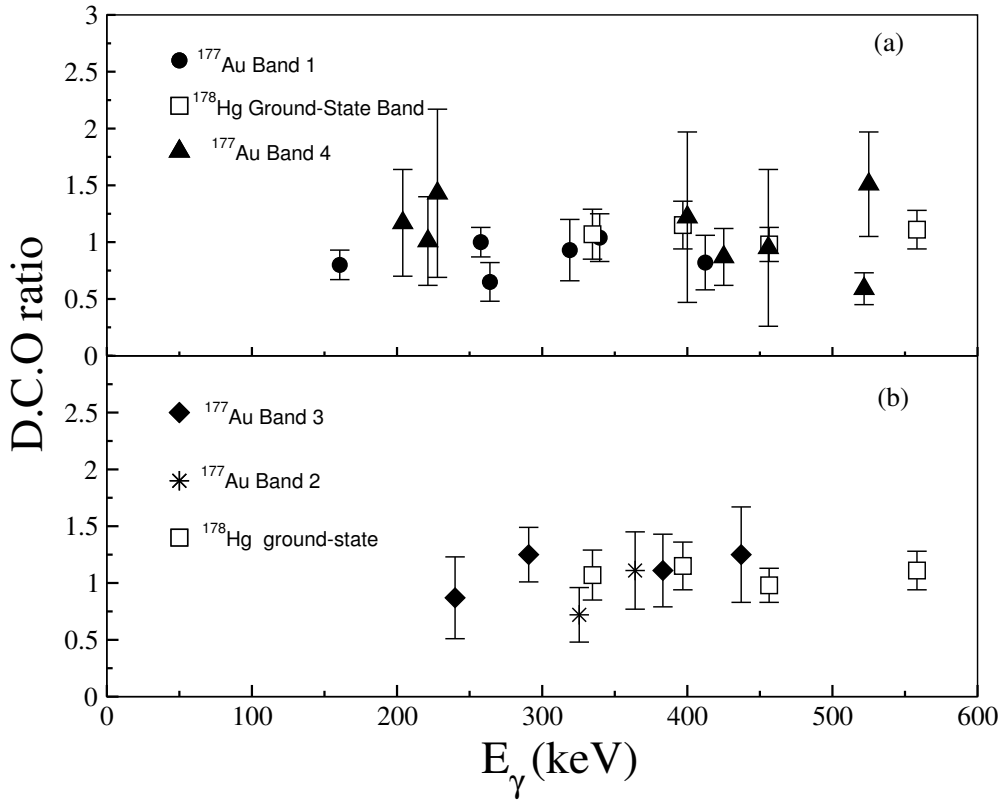 3
2.5
2
1.5
1
0.5
0
(a)
¹⁷⁷Au Band 1
¹⁷⁸Hg Ground-State Band
¹⁷⁷Au Band 4
D.C.O ratio
2.5
2
1.5
1
0.5
0
(b)
¹⁷⁷Au Band 3
¹⁷⁷Au Band 2
¹⁷⁸Hg ground-state
0 100 200 300 400 500 600
Eγ (keV)